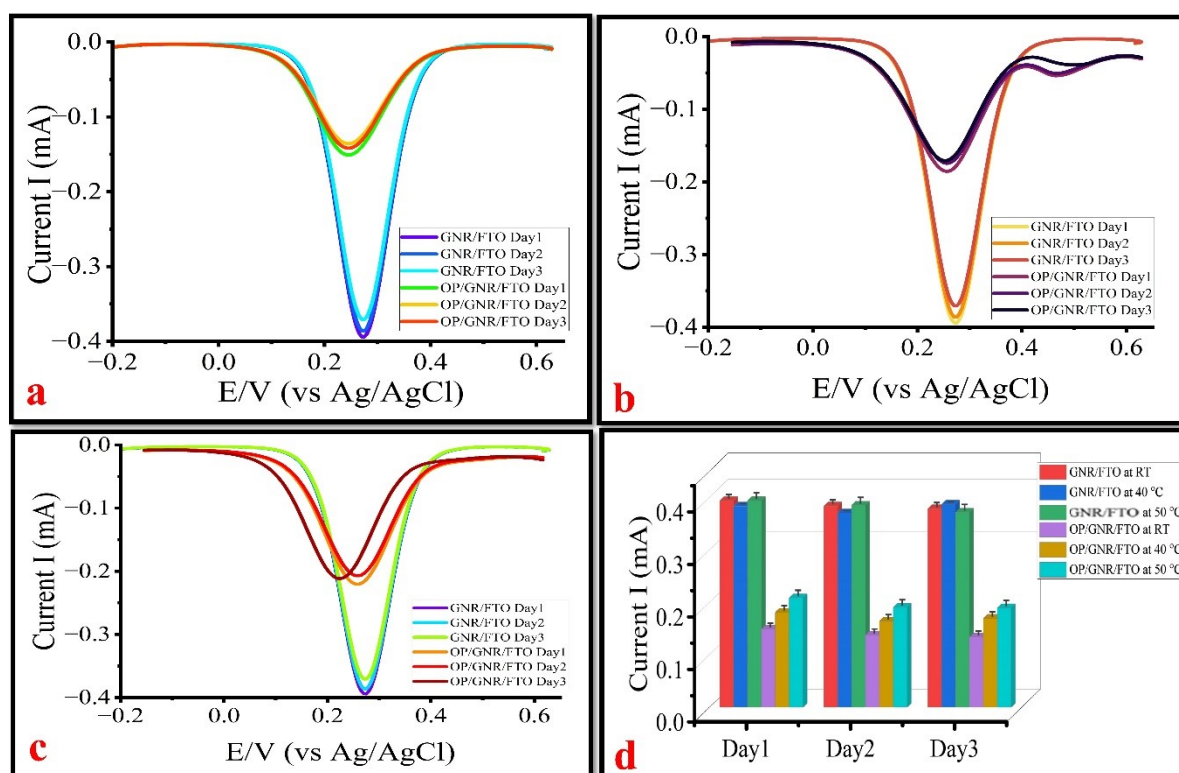 0.0
−0.1
−0.2
−0.3
−0.4
Current I (mA)
GNR/FTO Day1
GNR/FTO Day2
GNR/FTO Day3
OP/GNR/FTO Day1
OP/GNR/FTO Day2
OP/GNR/FTO Day3
−0.2 0.0 0.2 0.4 0.6
E/V (vs Ag/AgCl)
a
0.0
−0.1
−0.2
−0.3
−0.4
Current I (mA)
GNR/FTO Day1
GNR/FTO Day2
GNR/FTO Day3
OP/GNR/FTO Day1
OP/GNR/FTO Day2
OP/GNR/FTO Day3
−0.2 0.0 0.2 0.4 0.6
E/V (vs Ag/AgCl)
b
0.0
−0.1
−0.2
−0.3
−0.4
Current I (mA)
GNR/FTO Day1
GNR/FTO Day2
GNR/FTO Day3
OP/GNR/FTO Day1
OP/GNR/FTO Day2
OP/GNR/FTO Day3
−0.2 0.0 0.2 0.4 0.6
E/V (vs Ag/AgCl)
c
0.4
0.3
0.2
0.1
0.0
Current I (mA)
GNR/FTO at RT
GNR/FTO at 40 °C
GNR/FTO at 50 °C
OP/GNR/FTO at RT
OP/GNR/FTO at 40 °C
OP/GNR/FTO at 50 °C
Day1 Day2 Day3
d